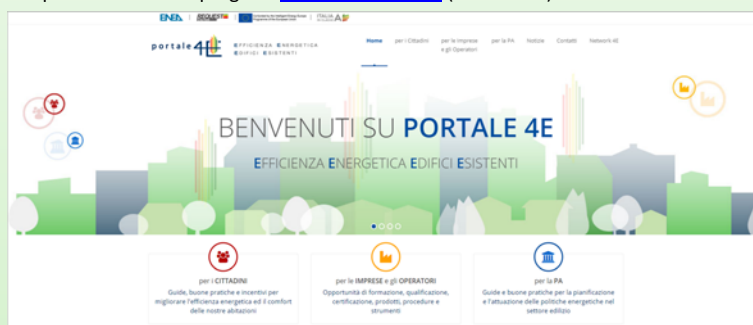 ENEA REQUEST ITALIA
portale 4E EFFICIENZA ENERGETICA
EDIFICI ESISTENTI
Home per i Cittadini per le Imprese e gli Operatori per la PA Notizie Contatti Network 4E
BENVENUTI SU PORTALE 4E
EFFICIENZA ENERGETICA EDIFICI ESISTENTI
per i CITTADINI
Guide, buone pratiche e incentivi per
migliorare l'efficienza energetica ed il comfort
delle nostre abitazioni
per le IMPRESE e gli OPERATORI
Opportunità di formazione, qualificazione,
certificazione, prodotti, procedure e
strumenti
per la PA
Guide e buone pratiche per la pianificazione
e l'attuazione delle politiche energetiche nel
settore edilizio